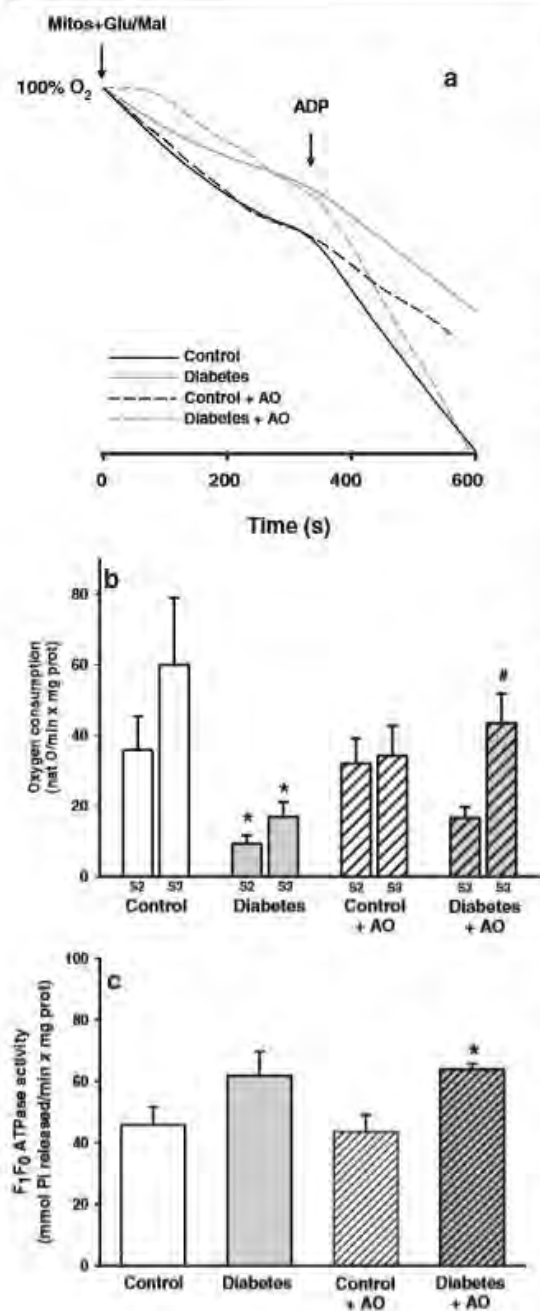 Mitos+Glu/Mal
a
100% O2
ADP
Control
Diabetes
Control + AO
Diabetes + AO
0 200 400 600
Time (s)
b
Oxygen consumption
(nat O/min x mg prot)
80
60
40
20
0
* * #
S2 S3 S2 S3 S2 S3 S3
Control Diabetes Control Diabetes
+ AO + AO
c
F1F0 ATPase activity
(mmol Pi released/min x mg prot)
100
80
60
40
20
0
*
Control Diabetes Control Diabetes
+ AO + AO